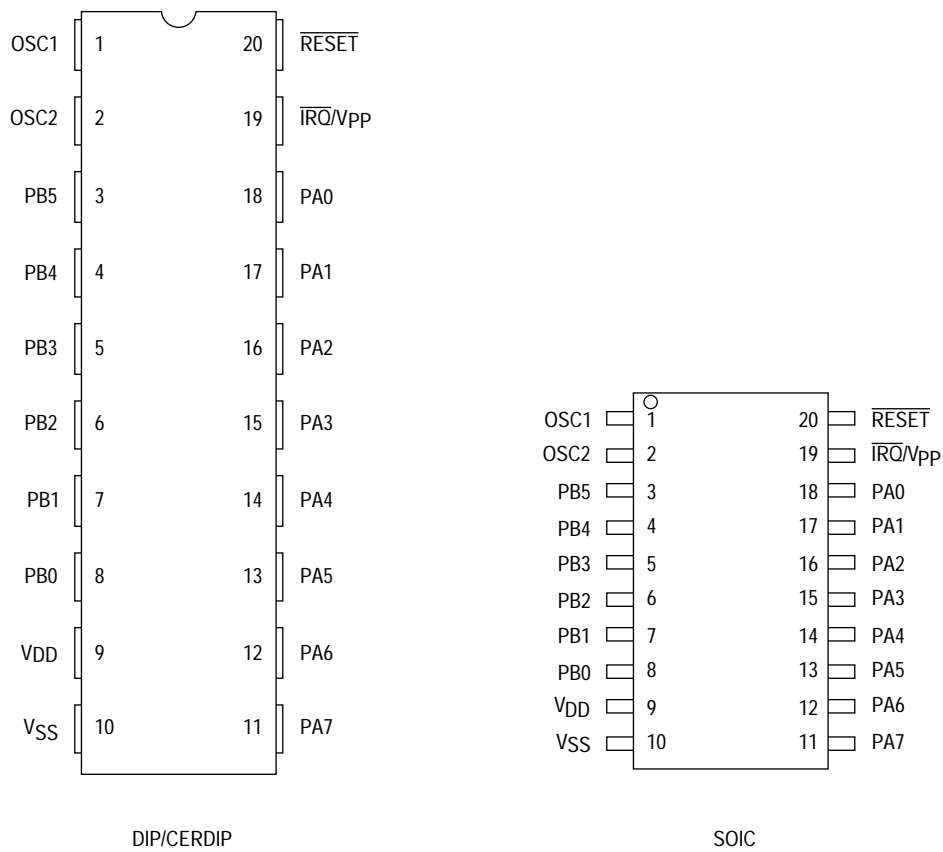 OSC1 1 20 RESET
OSC2 2 19 IRQ/VPP
PB5 3 18 PA0
PB4 4 17 PA1
PB3 5 16 PA2
PB2 6 15 PA3
PB1 7 14 PA4
PB0 8 13 PA5
VDD 9 12 PA6
VSS 10 11 PA7
DIP/CERDIP
OSC1 1 20 RESET
OSC2 2 19 IRQ/VPP
PB5 3 18 PA0
PB4 4 17 PA1
PB3 5 16 PA2
PB2 6 15 PA3
PB1 7 14 PA4
PB0 8 13 PA5
VDD 9 12 PA6
VSS 10 11 PA7
SOIC